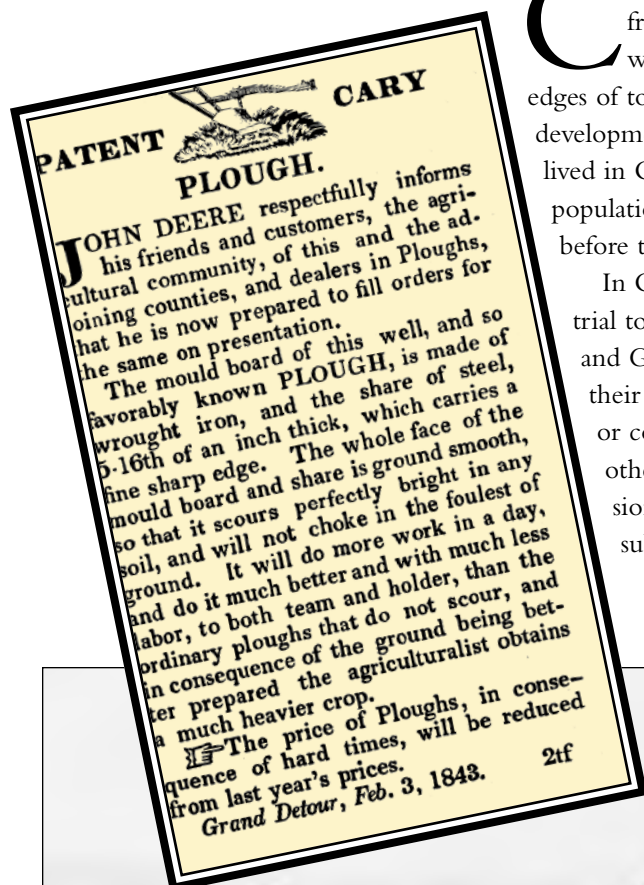 PATENT CARY
PLOUGH.
JOHN DEERE respectfully informs
his friends and customers, the agri-
cultural community, of this and the ad-
oining counties, and dealers in Ploughs,
hat he is now prepared to fill orders for
he same on presentation.
The mould board of this well, and so
favorably known PLOUGH, is made of
wrought iron, and the share of steel,
5-16th of an inch thick, which carries a
fine sharp edge. The whole face of the
mould board and share is ground smooth,
so that it scours perfectly bright in any
soil, and will not choke in the foulest of
ground. It will do more work in a day,
and do it much better and with much less
labor, to both team and holder, than the
ordinary ploughs that do not scour, and
in consequence of the ground being bet-
ter prepared the agriculturalist obtains
a much heavier crop.
☞The price of Ploughs, in conse-
quence of hard times, will be reduced
from last year's prices.
Grand Detour, Feb. 3, 1843. 2tf
C
fr
w
edges of to
developm
lived in C
populatio
before t
In C
trial to
and G
their
or co
othe
sio
su